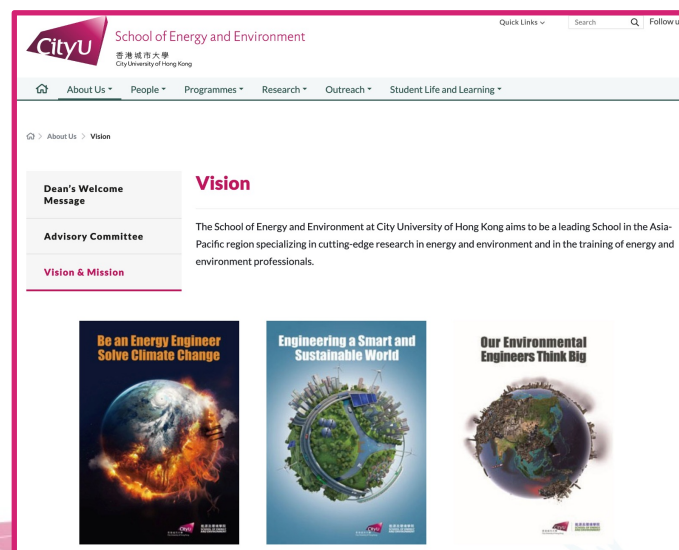 Quick Links
Search
Follow u
CityU
School of Energy and Environment
香港城市大學
City University of Hong Kong
About Us
People
Programmes
Research
Outreach
Student Life and Learning
About Us > Vision
Dean's Welcome
Message
Advisory Committee
Vision & Mission
Vision
The School of Energy and Environment at City University of Hong Kong aims to be a leading School in the Asia-
Pacific region specializing in cutting-edge research in energy and environment and in the training of energy and
environment professionals.
Be an Energy Engineer
Solve Climate Change
CityU
Engineering a Smart and
Sustainable World
CityU
Our Environmental
Engineers Think Big
CityU